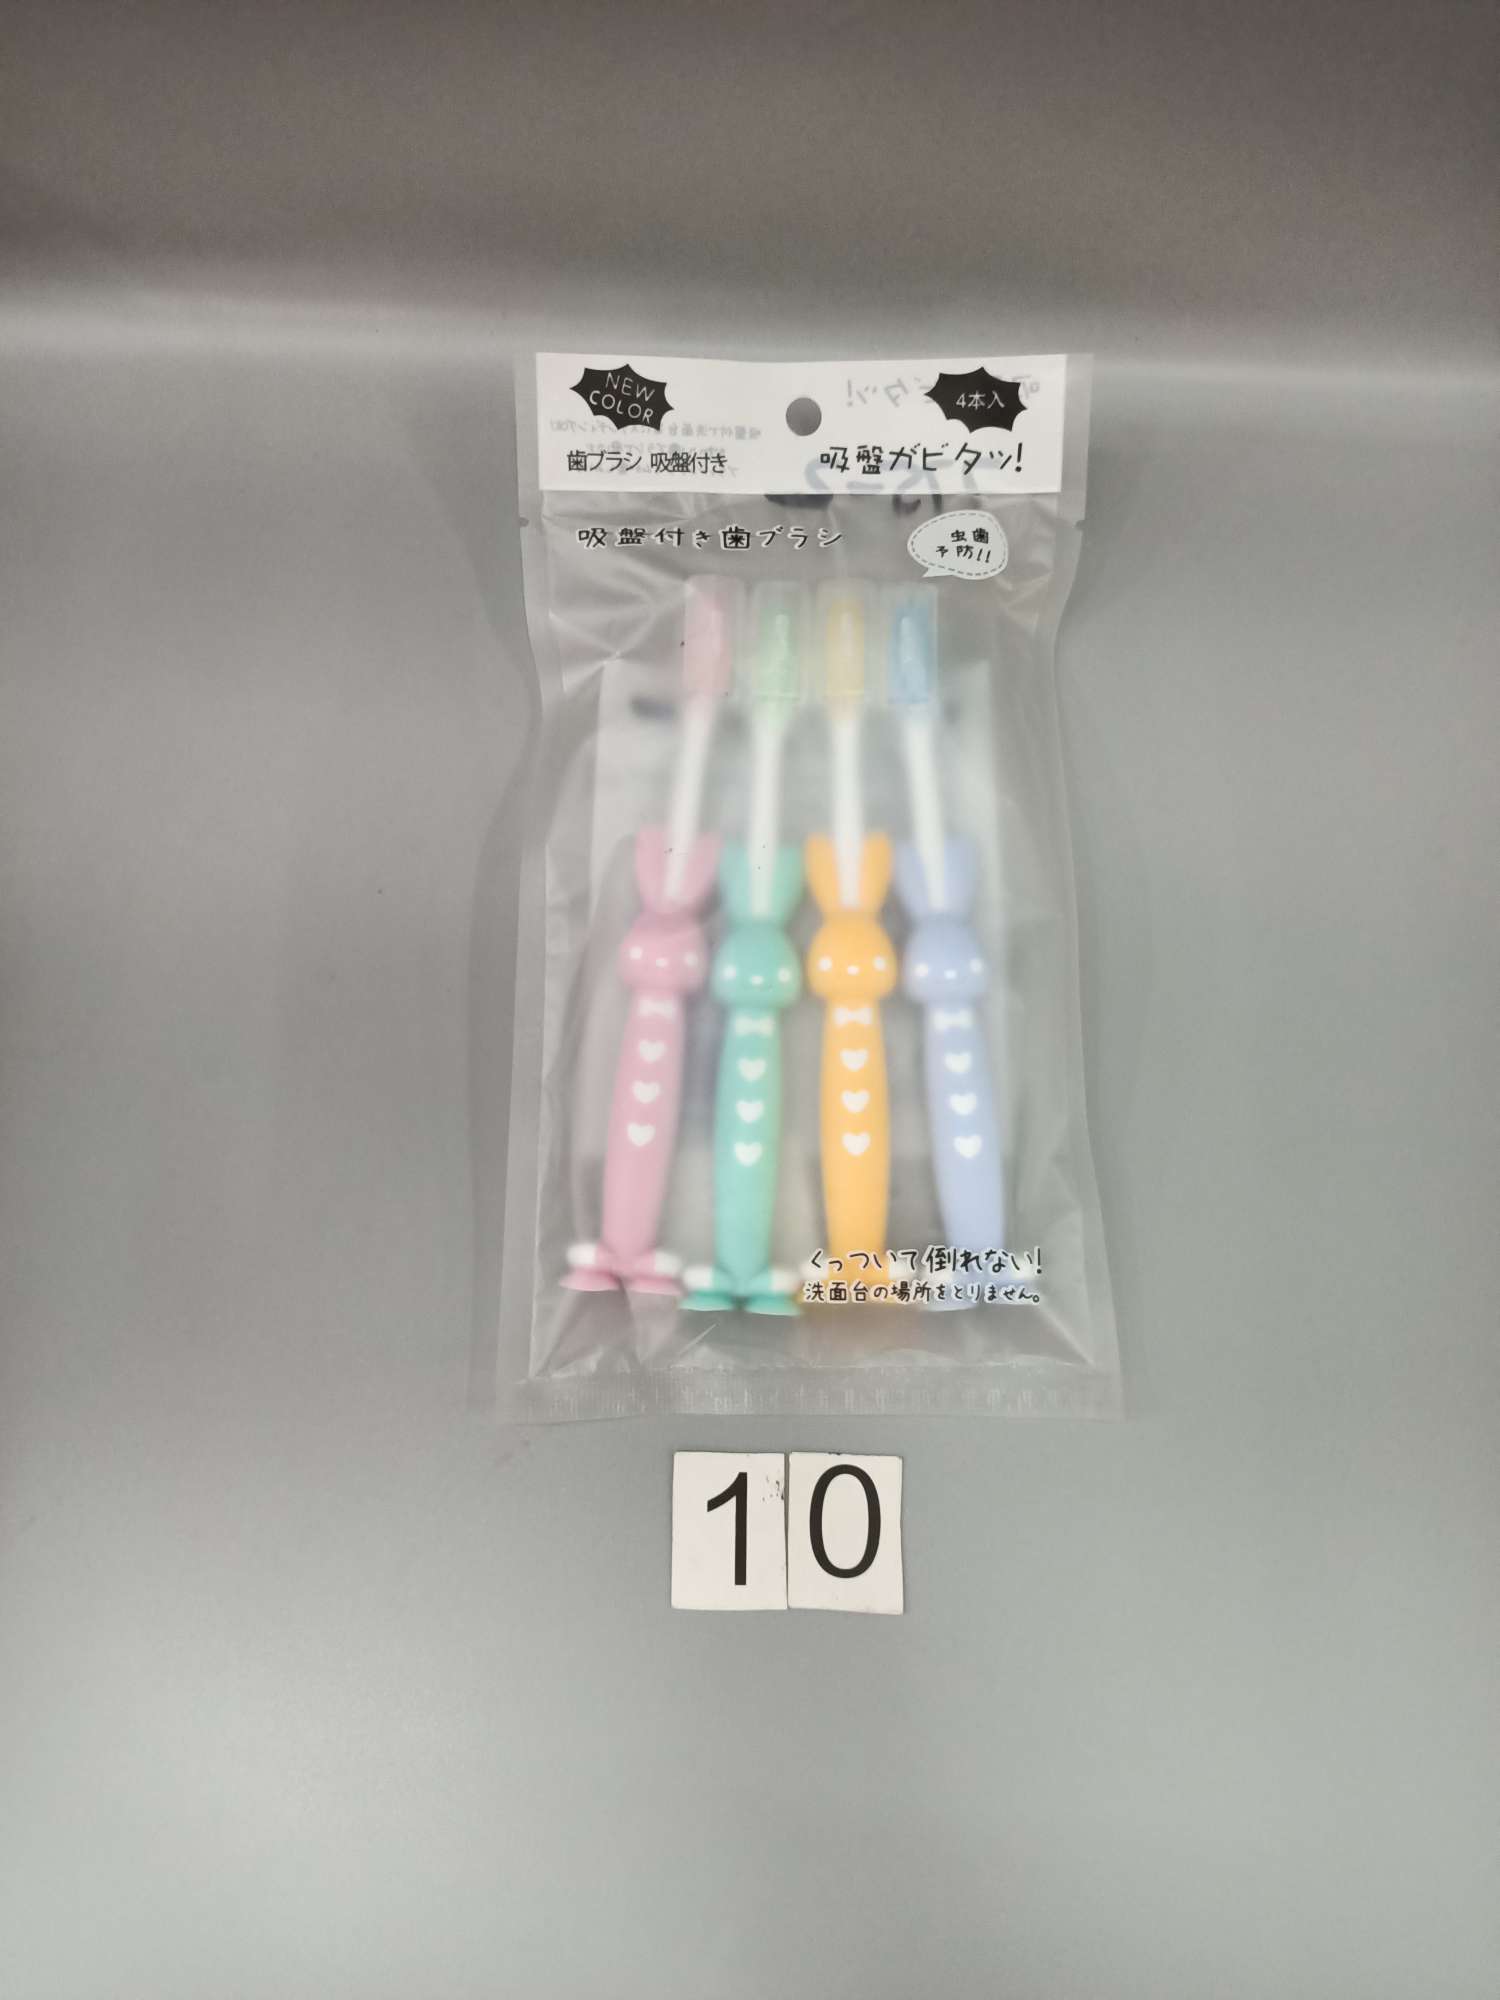 NEW
COLOR
4本入
歯ブラシ 吸盤付き
吸盤がピタッ!
吸盤付き歯ブラシ
虫歯
予防!!
くっついて倒れない!
洗面台の場所をとりません。
10